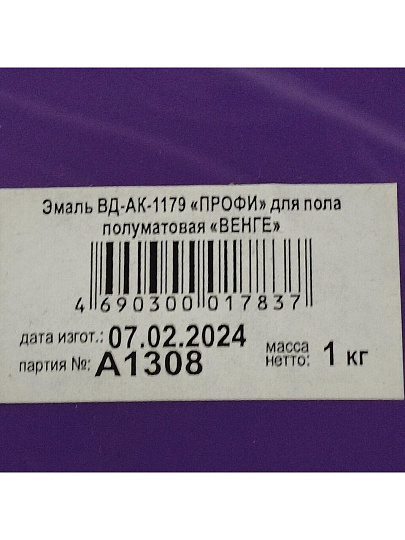 Эмаль ВД-АК-1179 «ПРОФИ» для пола
полуматовая «ВЕНГЕ»
4 690300 017837
дата изгот.: 07.02.2024
партия №: А1308
масса
нетто: 1 кг